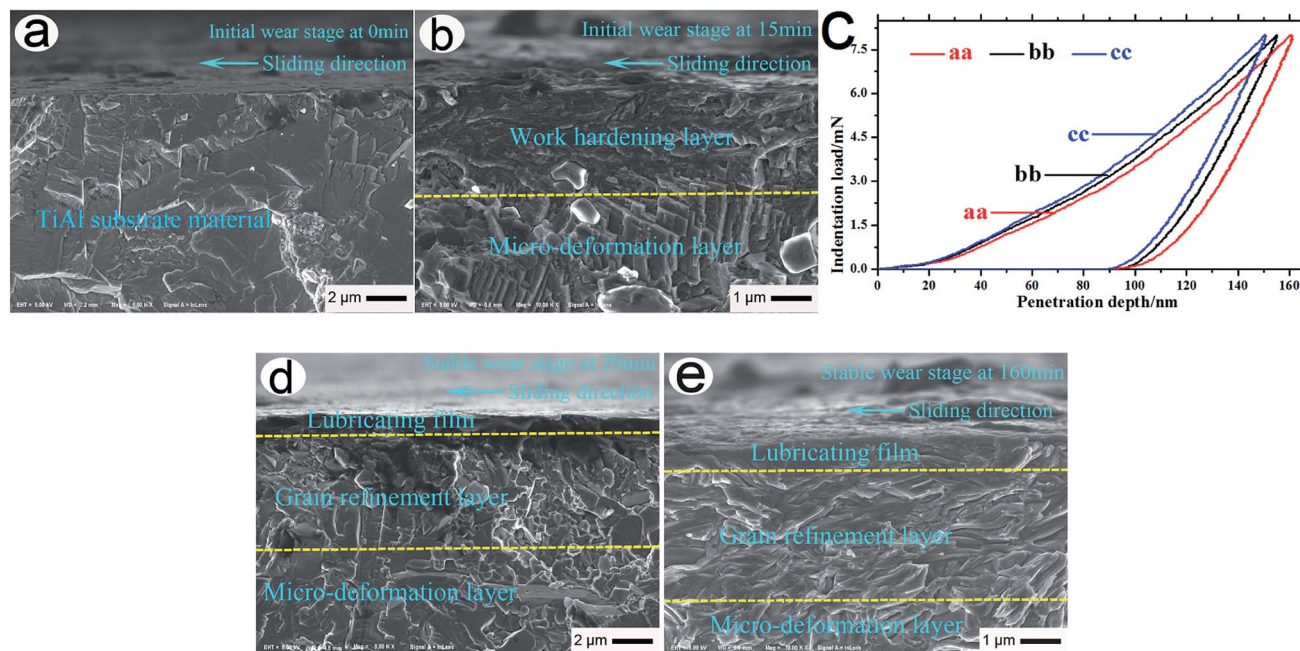 a
Initial wear stage at 0min
Sliding direction
TiAl substrate material
2 μm
b
Initial wear stage at 15min
Sliding direction
Work hardening layer
Micro-deformation layer
1 μm
C
aa bb cc
cc
bb
aa
Indentation load/mN
7.5
6.0
4.5
3.0
1.5
0.0
0 20 40 60 80 100 120 140 160
Penetration depth/nm
d
Stable wear stage at 20min
Sliding direction
Lubricating film
Grain refinement layer
Micro-deformation layer
2 μm
e
Stable wear stage at 160min
Sliding direction
Lubricating film
Grain refinement layer
Micro-deformation layer
1 μm